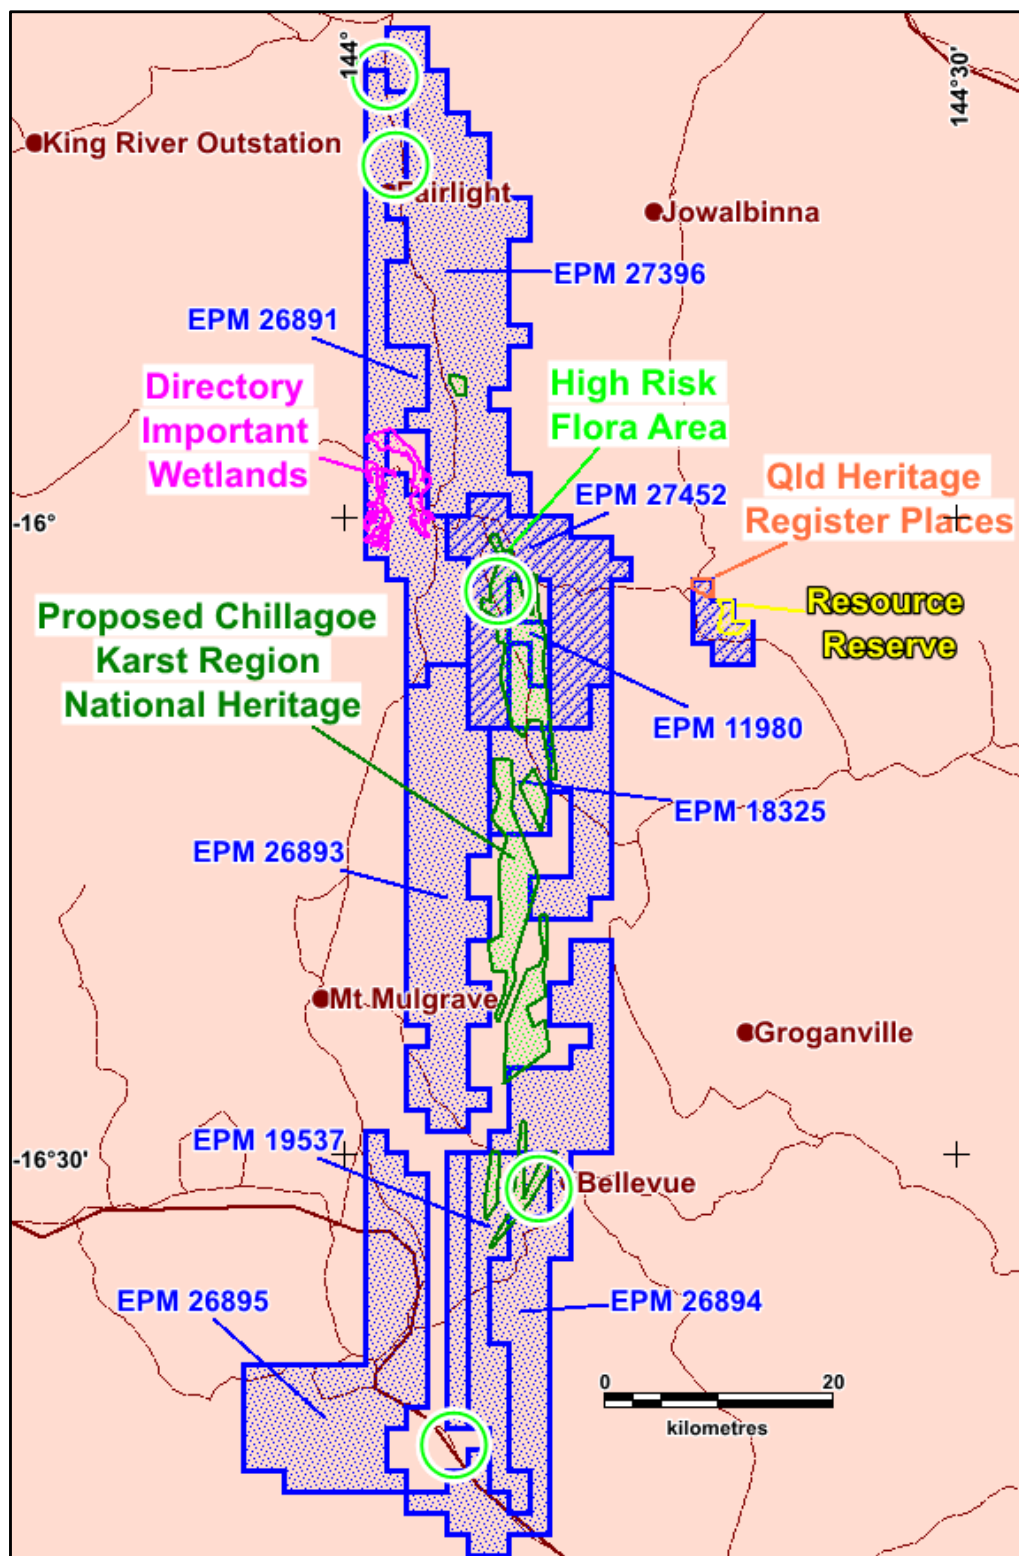 144°
144°30'
King River Outstation
Fairlight
Jowalbinna
EPM 27396
EPM 26891
Directory
Important
Wetlands
High Risk
Flora Area
Qld Heritage
Register Places
EPM 27452
-16°
Resource
Reserve
Proposed Chillagoe
Karst Region
National Heritage
EPM 11980
EPM 18325
EPM 26893
Mt Mulgrave
Groganville
EPM 19537
-16°30'
Bellevue
EPM 26895
EPM 26894
0 20
kilometres